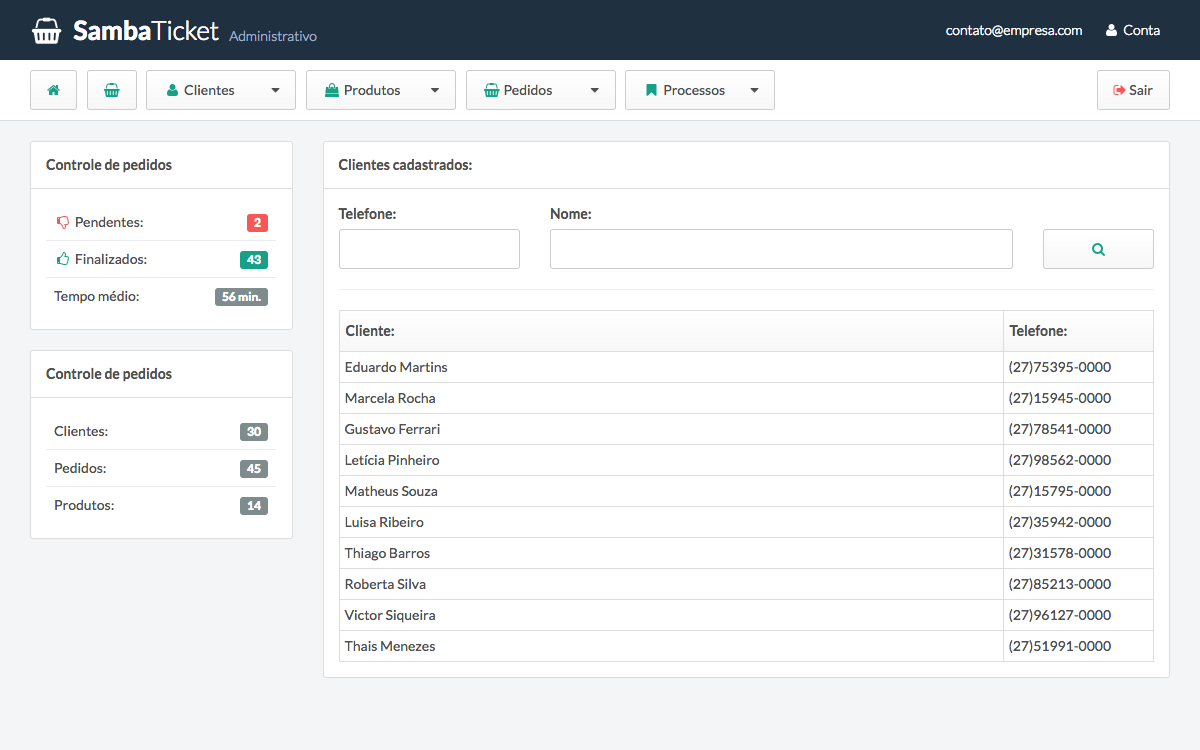 SambaTicket Administrativo
contato@empresa.com Conta
Clientes Produtos Pedidos Processos Sair
Controle de pedidos
Pendentes: 2
Finalizados: 43
Tempo médio: 56 min.
Controle de pedidos
Clientes: 30
Pedidos: 45
Produtos: 14
Clientes cadastrados:
Telefone: Nome:
Cliente: Telefone:
Eduardo Martins (27)75395-0000
Marcela Rocha (27)15945-0000
Gustavo Ferrari (27)78541-0000
Letícia Pinheiro (27)98562-0000
Matheus Souza (27)15795-0000
Luisa Ribeiro (27)35942-0000
Thiago Barros (27)31578-0000
Roberta Silva (27)85213-0000
Victor Siqueira (27)96127-0000
Thais Menezes (27)51991-0000